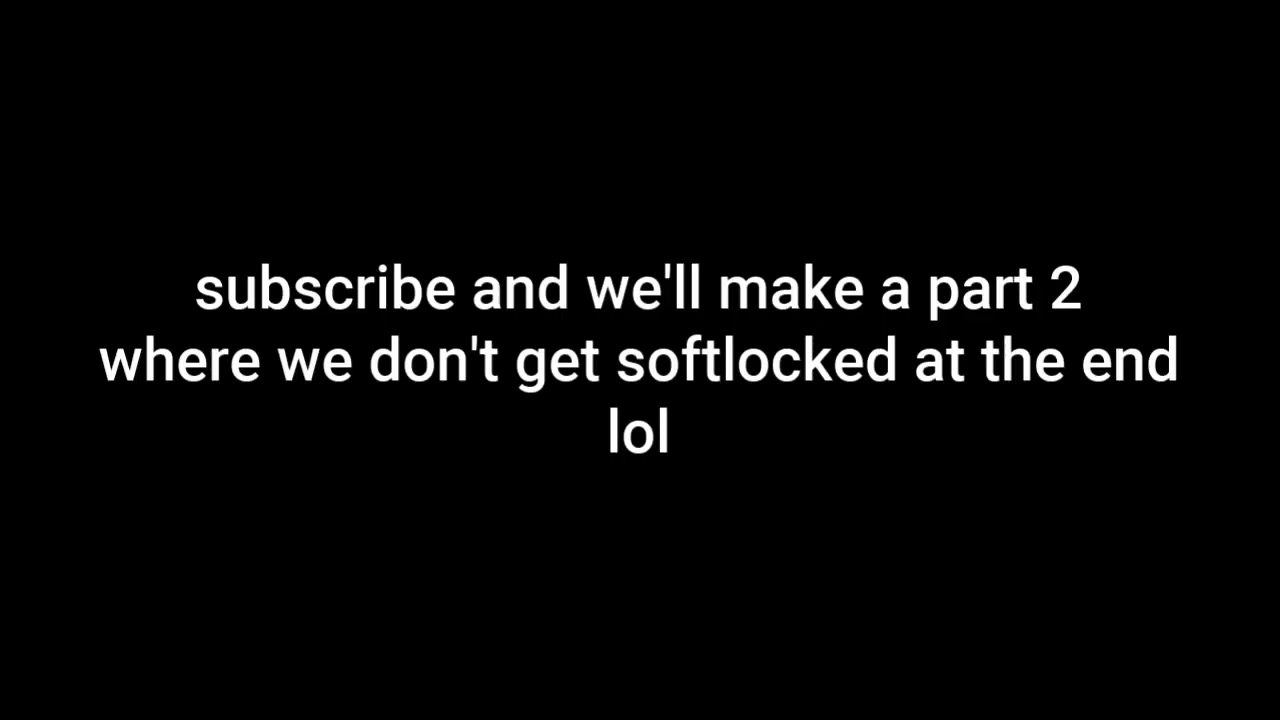 subscribe and we'll make a part 2
where we don't get softlocked at the end
lol